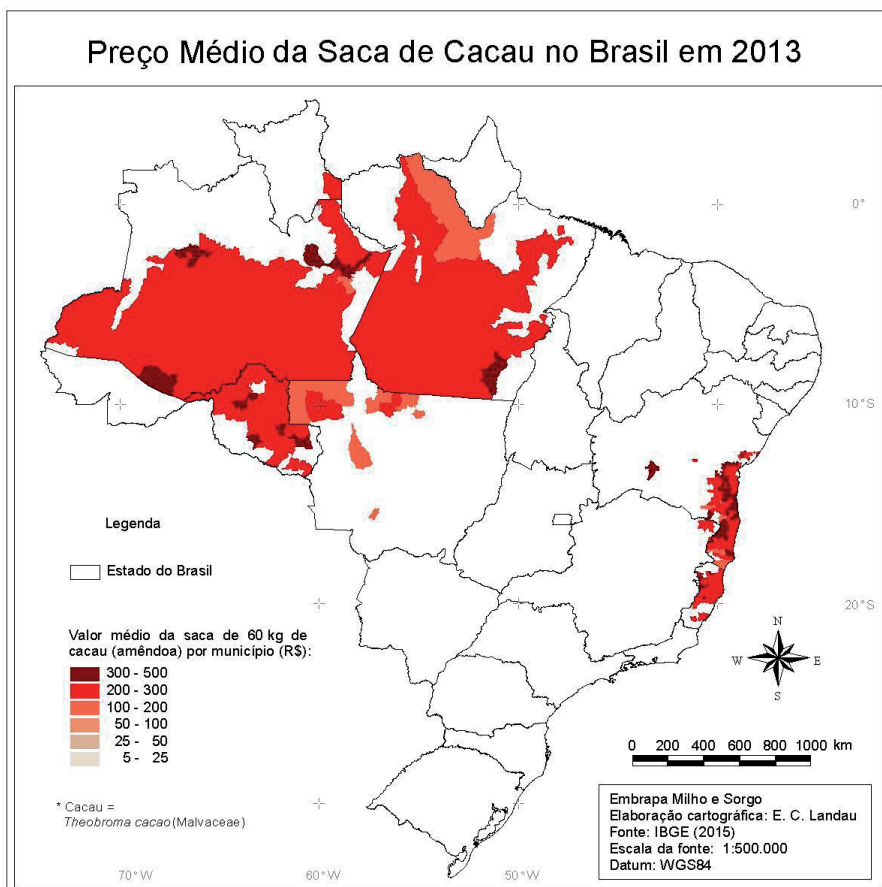 Preço Médio da Saca de Cacau no Brasil em 2013
0°
10°S
20°S
Legenda
Estado do Brasil
Valor médio da saca de 60 kg de
cacau (amêndoa) por município (R$):
300 - 500
200 - 300
100 - 200
50 - 100
25 - 50
5 - 25
* Cacau =
Theobroma cacao (Malvaceae)
N
W E
S
0 200 400 600 800 1000 km
Embrapa Milho e Sorgo
Elaboração cartográfica: E. C. Landau
Fonte: IBGE (2015)
Escala da fonte: 1:500.000
Datum: WGS84
70°W 60°W 50°W